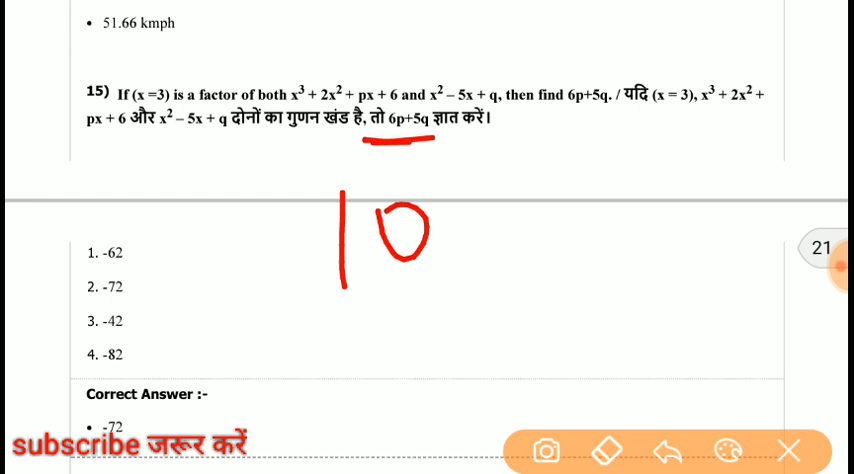 • 51.66 kmph
15) If (x =3) is a factor of both x³ + 2x² + px + 6 and x² – 5x + q, then find 6p+5q. / यदि (x = 3), x³ + 2x² +
px + 6 और x² – 5x + q दोनों का गुणन खंड है, तो 6p+5q ज्ञात करें।
10
21
1. -62
2. -72
3. -42
4. -82
Correct Answer :-
• -72
subscribe जरूर करें